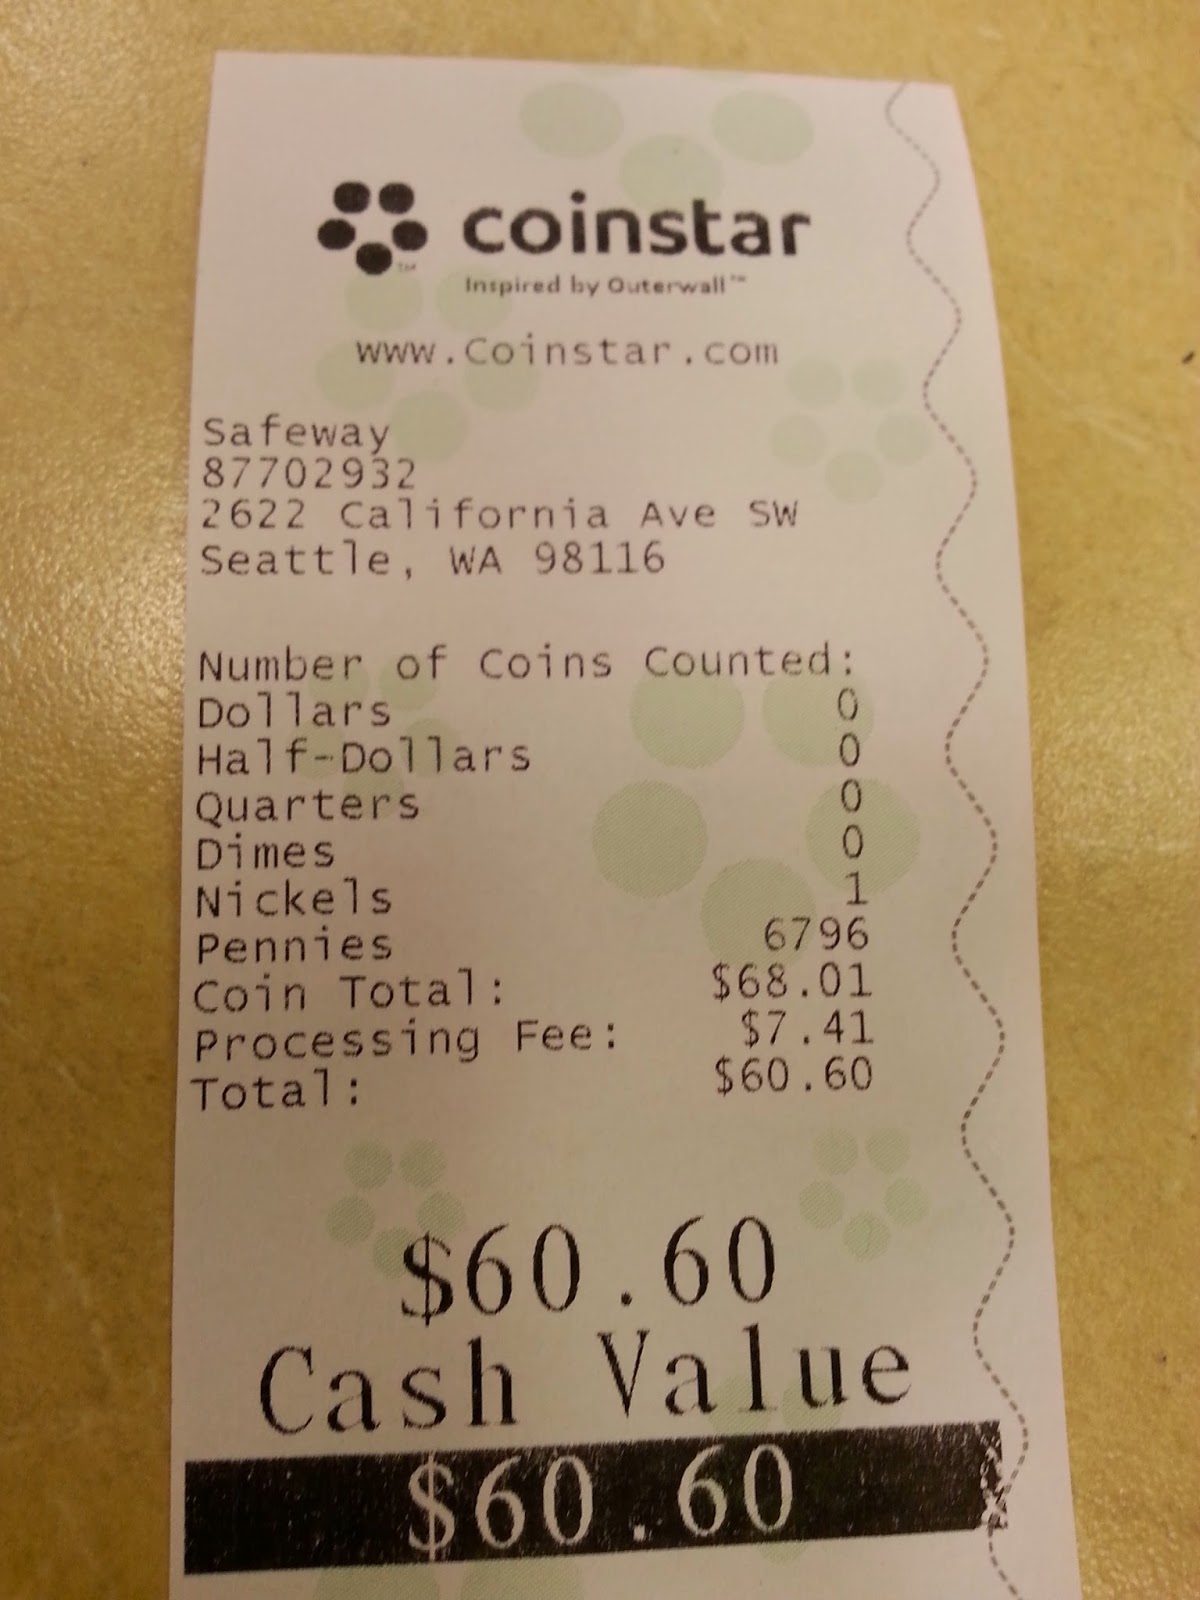 coinstar
TM
Inspired by Outerwall™
www.Coinstar.com
Safeway
87702932
2622 California Ave SW
Seattle, WA 98116
Number of Coins Counted:
Dollars 0
Half-Dollars 0
Quarters 0
Dimes 0
Nickels 1
Pennies 6796
Coin Total: $68.01
Processing Fee: $7.41
Total: $60.60
$60.60
Cash Value
$60.60